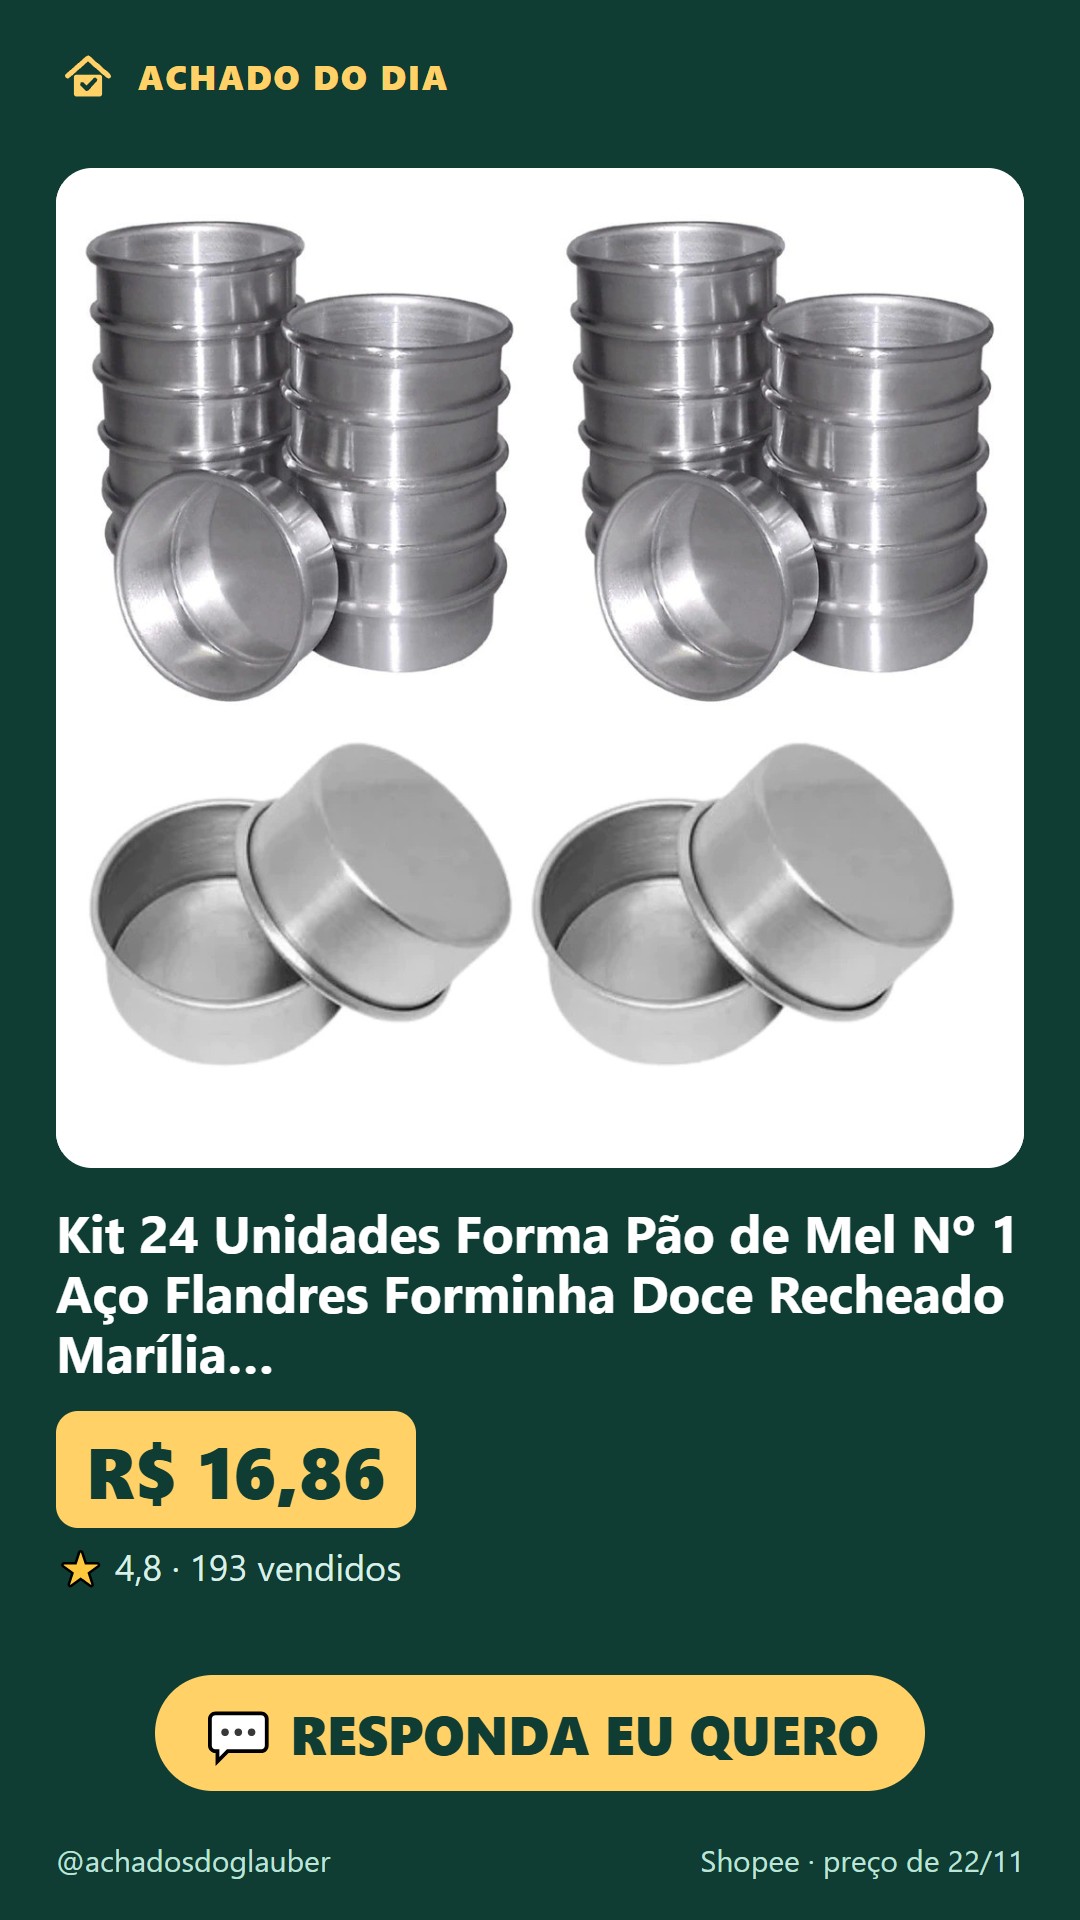 ACHADO DO DIA
Kit 24 Unidades Forma Pão de Mel Nº 1
Aço Flandres Forminha Doce Recheado
Marília...
R$ 16,86
4,8 · 193 vendidos
RESPONDA EU QUERO
@achadosdoglauber
Shopee · preço de 22/11